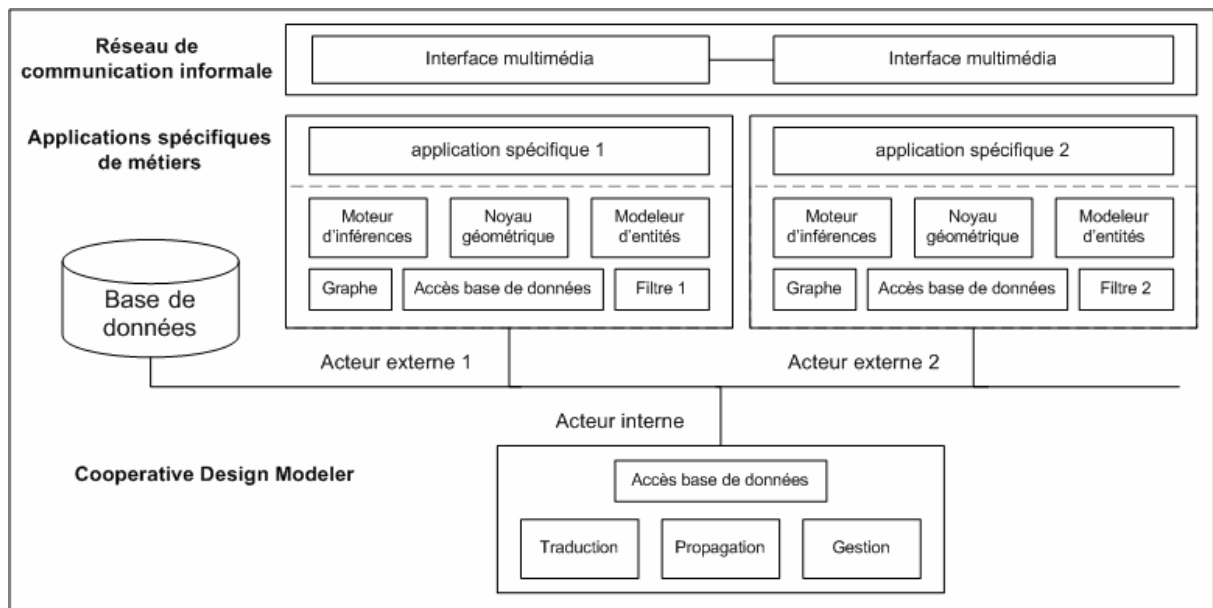 Réseau de
communication informale
Interface multimédia
Interface multimédia
Applications spécifiques
de métiers
application spécifique 1
application spécifique 2
Moteur
d'inférences
Noyau
géométrique
Modeleur
d'entités
Moteur
d'inférences
Noyau
géométrique
Modeleur
d'entités
Graphe
Accès base de données
Filtre 1
Graphe
Accès base de données
Filtre 2
Base de
données
Acteur externe 1
Acteur externe 2
Acteur interne
Cooperative Design Modeler
Accès base de données
Traduction
Propagation
Gestion